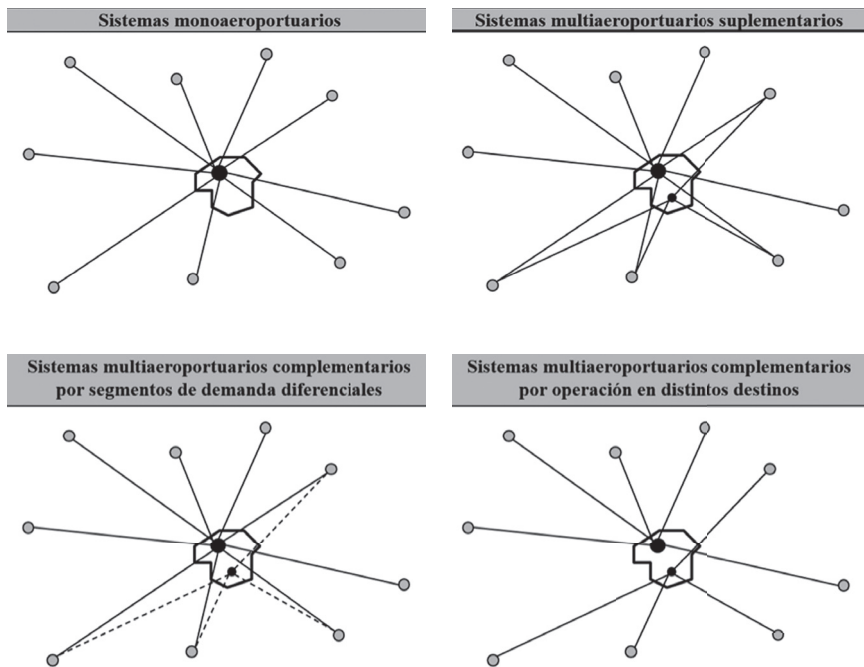 Sistemas monoaeroportuarios
Sistemas multiaeroportuarios suplementarios
Sistemas multiaeroportuarios complementarios
por segmentos de demanda diferenciales
Sistemas multiaeroportuarios complementarios
por operación en distintos destinos